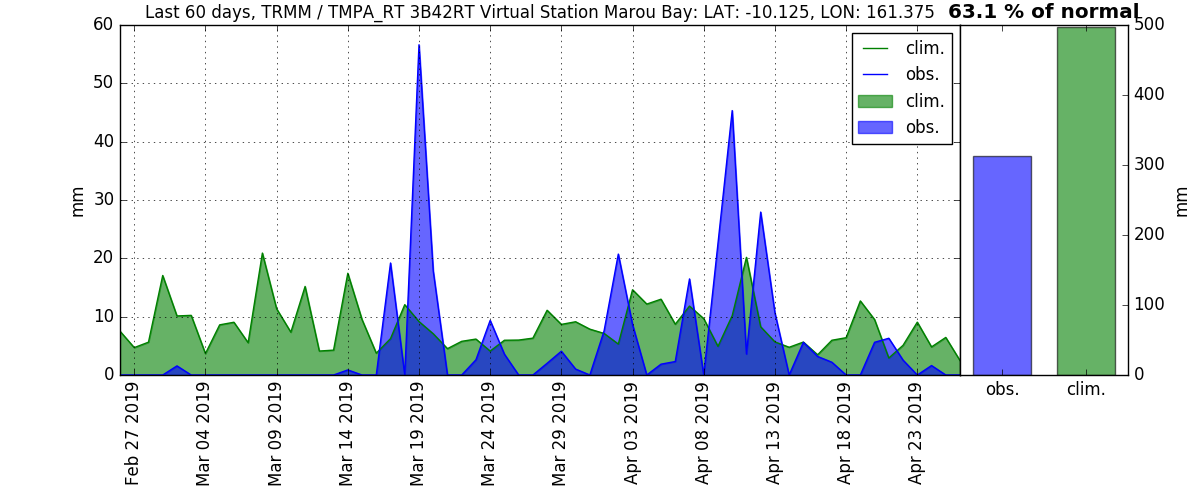 Last 60 days, TRMM / TMPA_RT 3B42RT Virtual Station Marou Bay: LAT: -10.125, LON: 161.375
63.1 % of normal
60
50
40
30
20
10
0
mm
clim.
obs.
clim.
obs.
Feb 27 2019
Mar 04 2019
Mar 09 2019
Mar 14 2019
Mar 19 2019
Mar 24 2019
Mar 29 2019
Apr 03 2019
Apr 08 2019
Apr 13 2019
Apr 18 2019
Apr 23 2019
500
400
300
200
100
0
mm
obs.
clim.